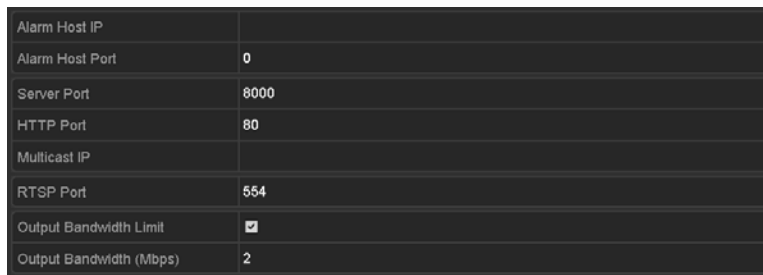 Alarm Host IP
Alarm Host Port 0
Server Port 8000
HTTP Port 80
Multicast IP
RTSP Port 554
Output Bandwidth Limit
Output Bandwidth (Mbps) 2